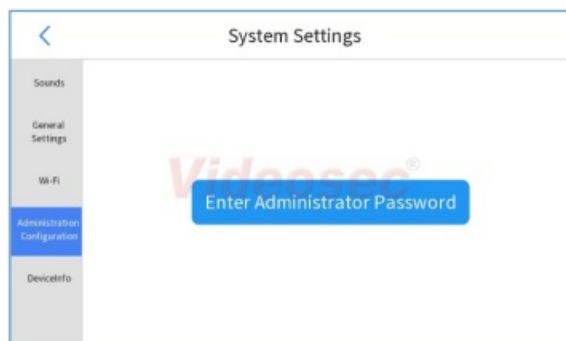 System Settings
Sounds
General
Settings
Wi-Fi
Videosec®
Enter Administrator Password
Administration
Configuration
DeviceInfo